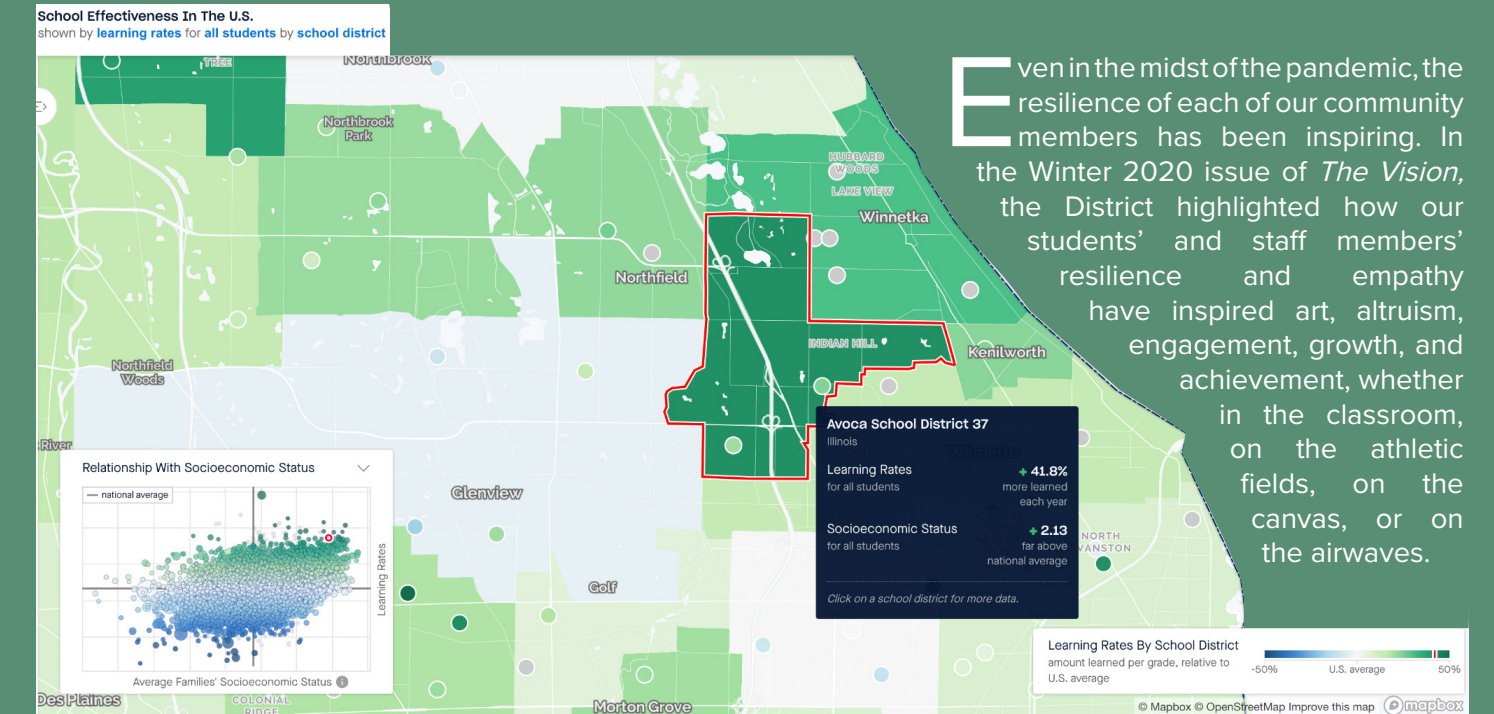 School Effectiveness In The U.S.
shown by learning rates for all students by school district
TREE
Northbrook
Northbrook
Park
HUBBARD
WOODS
LAKE VIEW
Winnetka
Northfield
INDIAN HILL
Kenilworth
Northfield
Woods
River
Glenview
Wilmette
NORTH
EVANSTON
Golf
Des Plaines
COLONIAL
RIDGE
Morton Grove
Avoca School District 37
Illinois
Learning Rates
for all students
+ 41.8%
more learned
each year
Socioeconomic Status
for all students
+ 2.13
far above
national average
Click on a school district for more data.
Relationship With Socioeconomic Status
national average
Learning Rates
Average Families' Socioeconomic Status
Learning Rates By School District
amount learned per grade, relative to
U.S. average
-50%
U.S. average
50%
© Mapbox © OpenStreetMap Improve this map
mapbox
Even in the midst of the pandemic, the
resilience of each of our community
members has been inspiring. In
the Winter 2020 issue of The Vision,
the District highlighted how our
students’ and staff members’
resilience and empathy
have inspired art, altruism,
engagement, growth, and
achievement, whether
in the classroom,
on the athletic
fields, on the
canvas, or on
the airwaves.